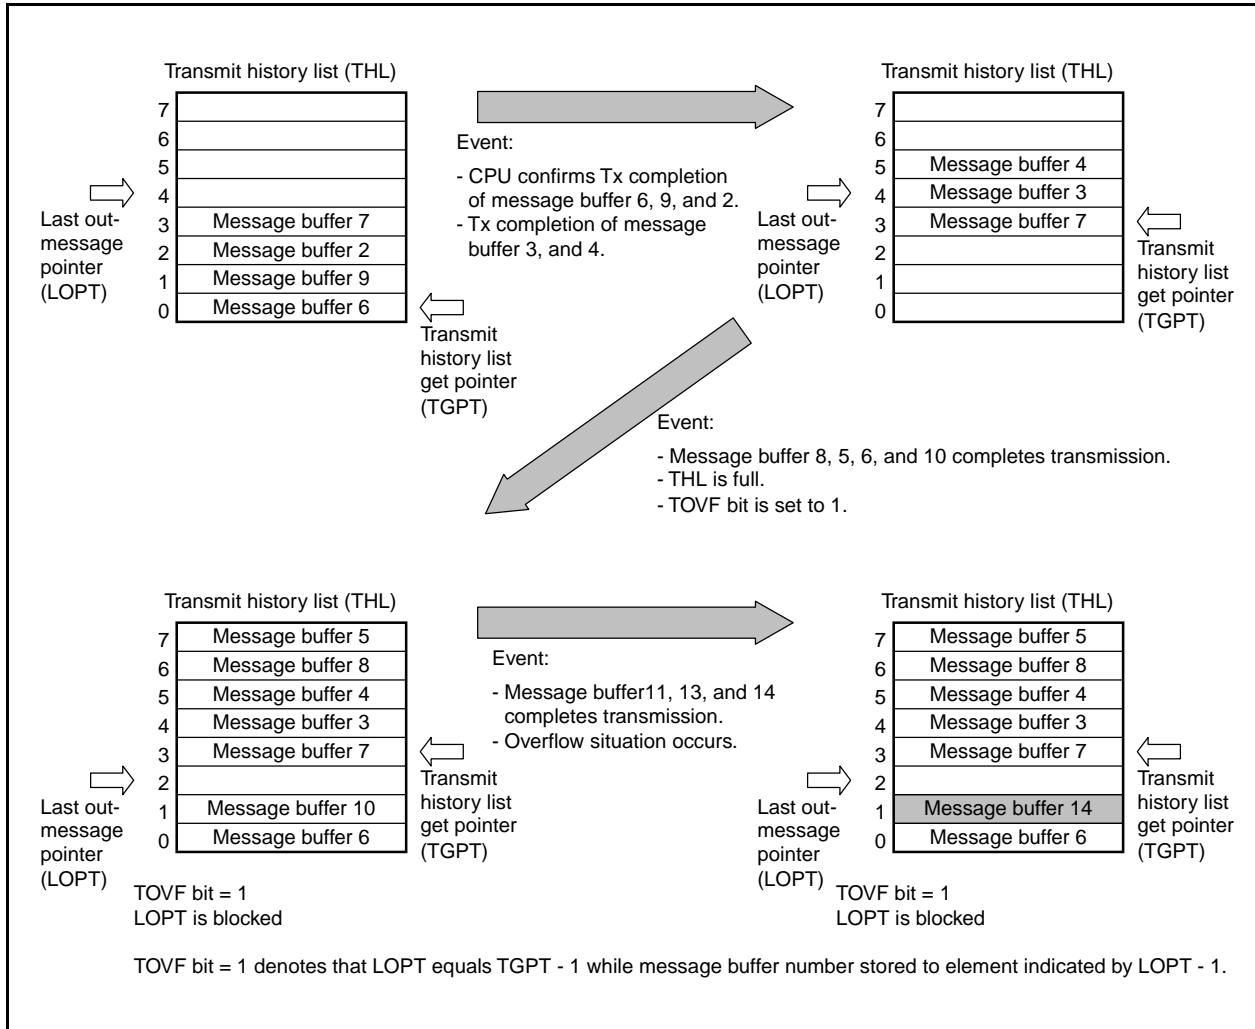 Transmit history list (THL)
7
6
5
4
3 Message buffer 7
2 Message buffer 2
1 Message buffer 9
0 Message buffer 6
Last out-
message
pointer
(LOPT)
Transmit
history list
get pointer
(TGPT)
Event:
- CPU confirms Tx completion
of message buffer 6, 9, and 2.
- Tx completion of message
buffer 3, and 4.
Transmit history list (THL)
7
6
5 Message buffer 4
4 Message buffer 3
3 Message buffer 7
2
1
0
Last out-
message
pointer
(LOPT)
Transmit
history list
get pointer
(TGPT)
Event:
- Message buffer 8, 5, 6, and 10 completes transmission.
- THL is full.
- TOVF bit is set to 1.
Transmit history list (THL)
7 Message buffer 5
6 Message buffer 8
5 Message buffer 4
4 Message buffer 3
3 Message buffer 7
2
1 Message buffer 10
0 Message buffer 6
Last out-
message
pointer
(LOPT)
Transmit
history list
get pointer
(TGPT)
TOVF bit = 1
LOPT is blocked
Event:
- Message buffer11, 13, and 14
completes transmission.
- Overflow situation occurs.
Transmit history list (THL)
7 Message buffer 5
6 Message buffer 8
5 Message buffer 4
4 Message buffer 3
3 Message buffer 7
2
1 Message buffer 14
0 Message buffer 6
Last out-
message
pointer
(LOPT)
Transmit
history list
get pointer
(TGPT)
TOVF bit = 1
LOPT is blocked
TOVF bit = 1 denotes that LOPT equals TGPT - 1 while message buffer number stored to element indicated by LOPT - 1.